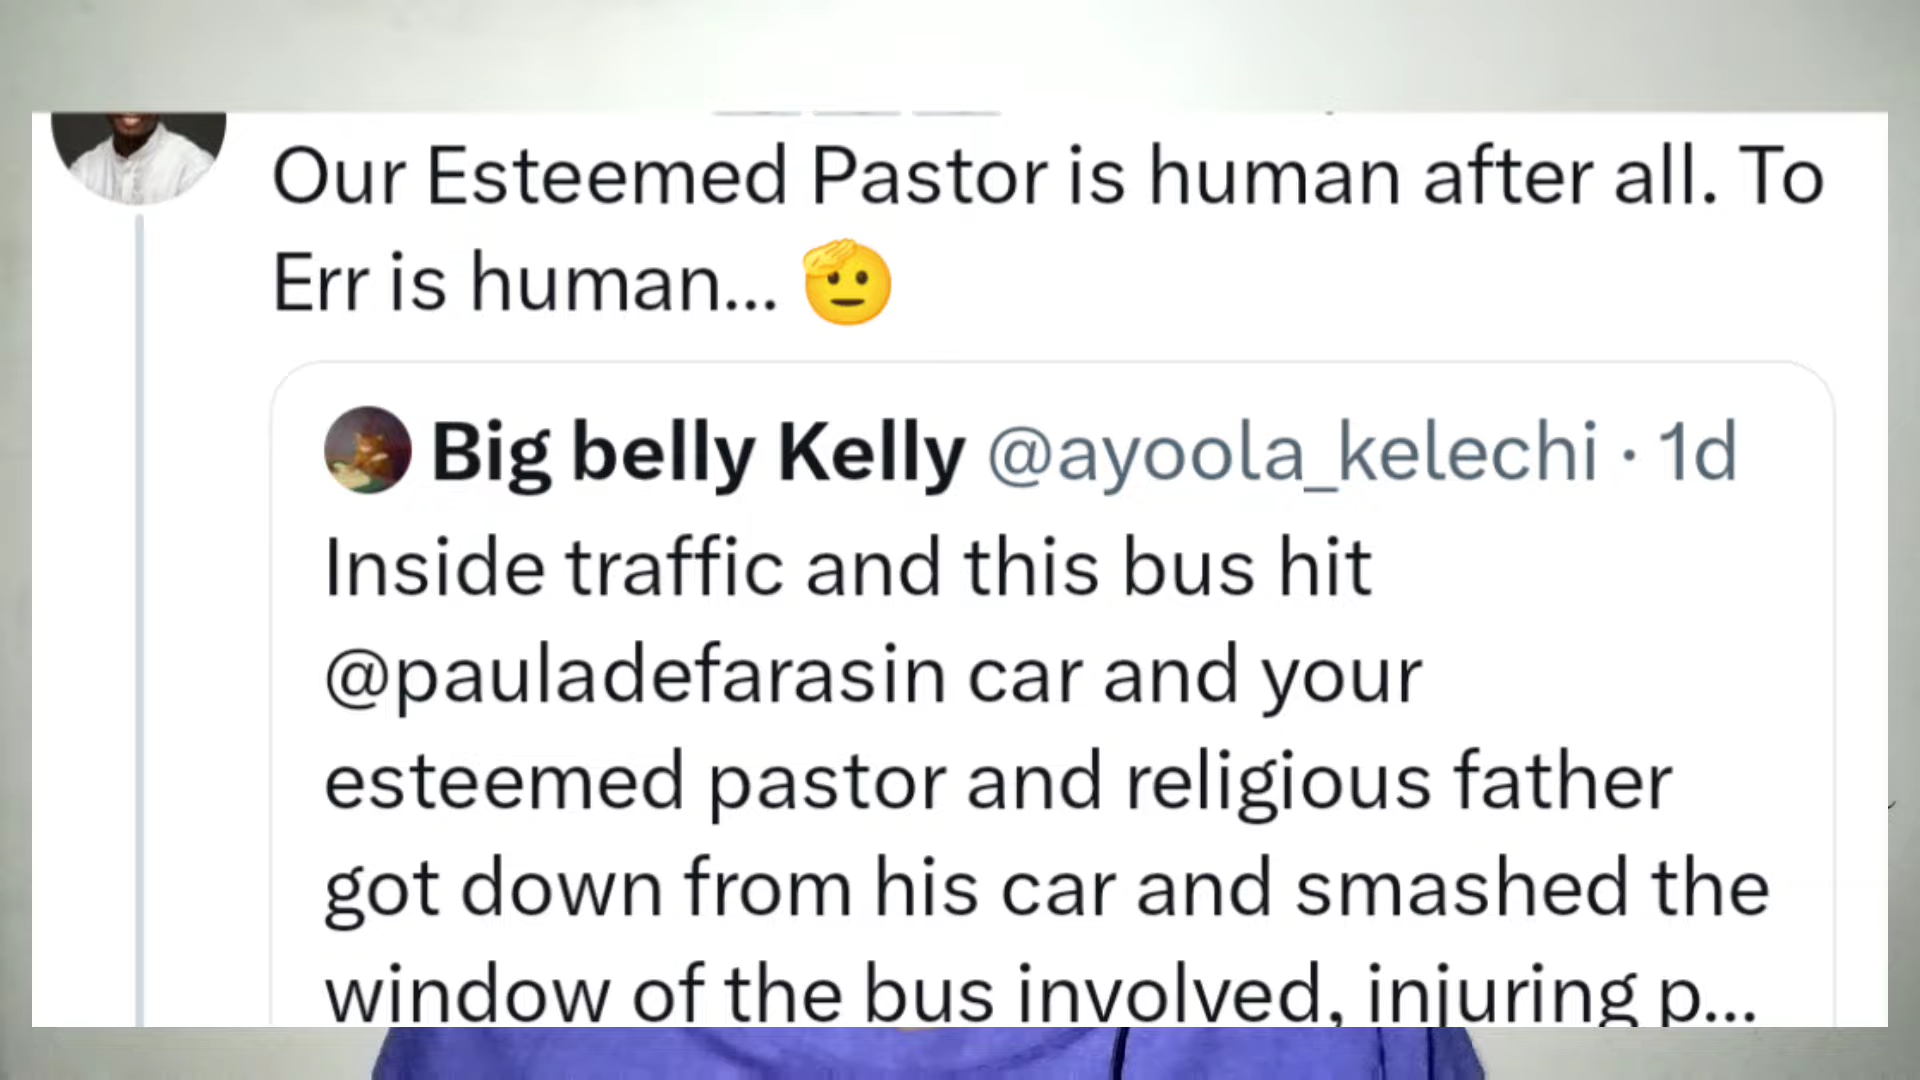 Our Esteemed Pastor is human after all. To
Err is human... 🫡
Big belly Kelly @ayoola_kelechi · 1d
Inside traffic and this bus hit
@pauladefarasin car and your
esteemed pastor and religious father
got down from his car and smashed the
window of the bus involved, injuring p...